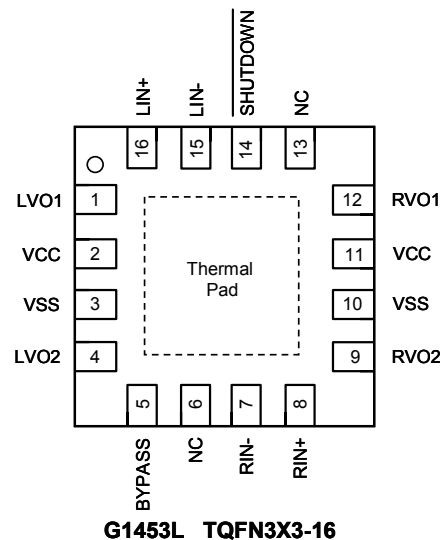 LIN+
LIN-
SHUTDOWN
NC
16
15
14
13
LVO1 1 12 RVO1
VCC 2 11 VCC
VSS 3 10 VSS
LVO2 4 9 RVO2
Thermal
Pad
5
6
7
8
BYPASS
NC
RIN-
RIN+
G1453L TQFN3X3-16